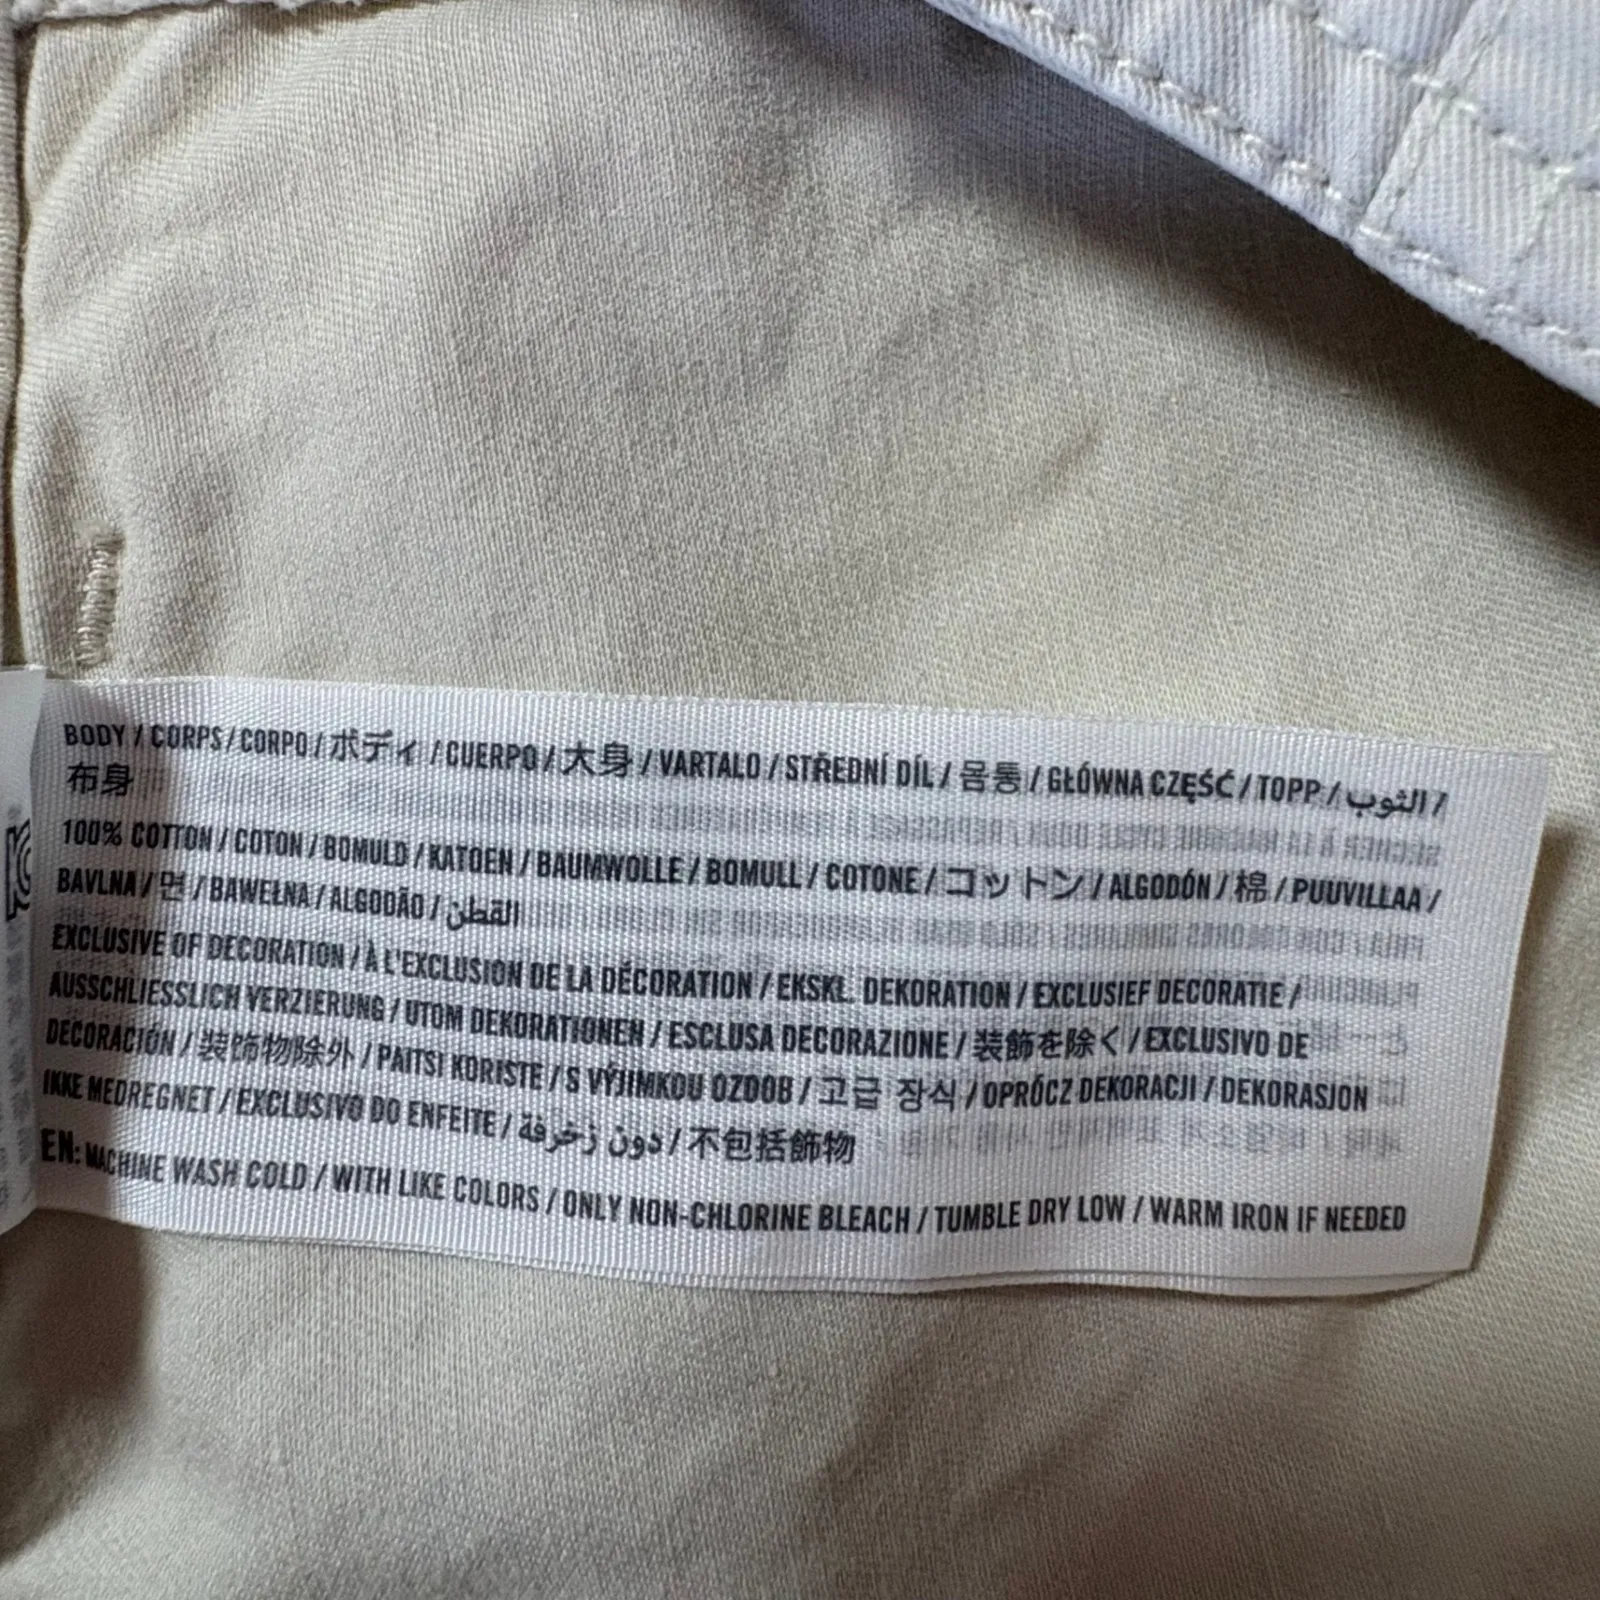 BODY / CORPS / CORPO / ボディ / CUERPO / 大身 / VARTALO / STŘEDNÍ DÍL / 몸통 / GŁÓWNA CZĘŚĆ / TOPP / الثوب /
布身
100% COTTON / COTON / BOMULD / KATOEN / BAUMWOLLE / BOMULL / COTONE / コットン / ALGODÓN / 棉 / PUUVILLAA /
BAVLNA / 면 / BAWEŁNA / ALGODÃO / القطن
EXCLUSIVE OF DECORATION / À L'EXCLUSION DE LA DÉCORATION / EKSKL. DEKORATION / EXCLUSIEF DECORATIE /
AUSSCHLIESSLICH VERZIERUNG / UTOM DEKORATIONEN / ESCLUSA DECORAZIONE / 装飾を除く / EXCLUSIVO DE
DECORACIÓN / 装饰物除外 / PAITSI KORISTE / S VÝJIMKOU OZDOB / 고급 장식 / OPRÓCZ DEKORACJI / DEKORASJON
IKKE MEDREGNET / EXCLUSIVO DO ENFEITE / دون زخرفة / 不包括飾物
EN: MACHINE WASH COLD / WITH LIKE COLORS / ONLY NON-CHLORINE BLEACH / TUMBLE DRY LOW / WARM IRON IF NEEDED